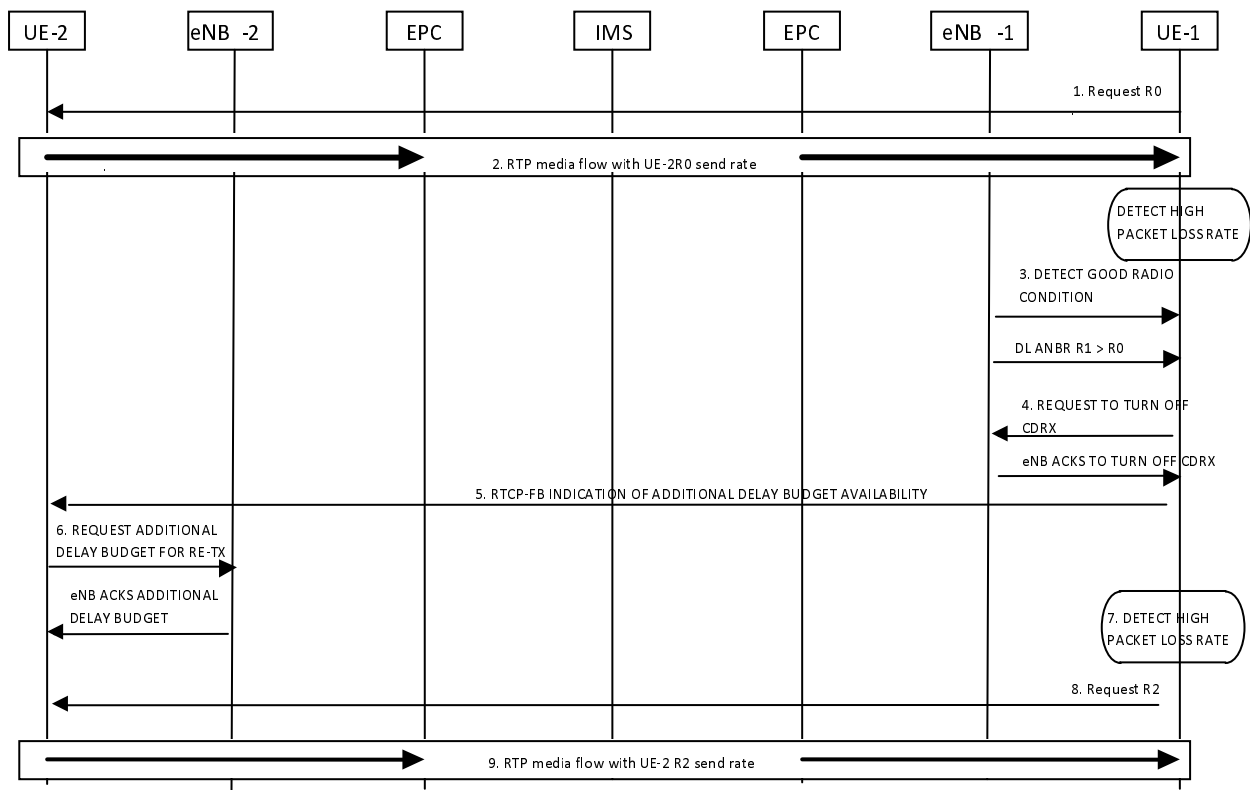 UE-2
eNB -2
EPC
IMS
EPC
eNB -1
UE-1
1. Request R0
2. RTP media flow with UE-2R0 send rate
DETECT HIGH
PACKET LOSS RATE
3. DETECT GOOD RADIO
CONDITION
DL ANBR R1 > R0
4. REQUEST TO TURN OFF
CDRX
eNB ACKS TO TURN OFF CDRX
5. RTCP-FB INDICATION OF ADDITIONAL DELAY BUDGET AVAILABILITY
6. REQUEST ADDITIONAL
DELAY BUDGET FOR RE-TX
eNB ACKS ADDITIONAL
DELAY BUDGET
7. DETECT HIGH
PACKET LOSS RATE
8. Request R2
9. RTP media flow with UE-2 R2 send rate